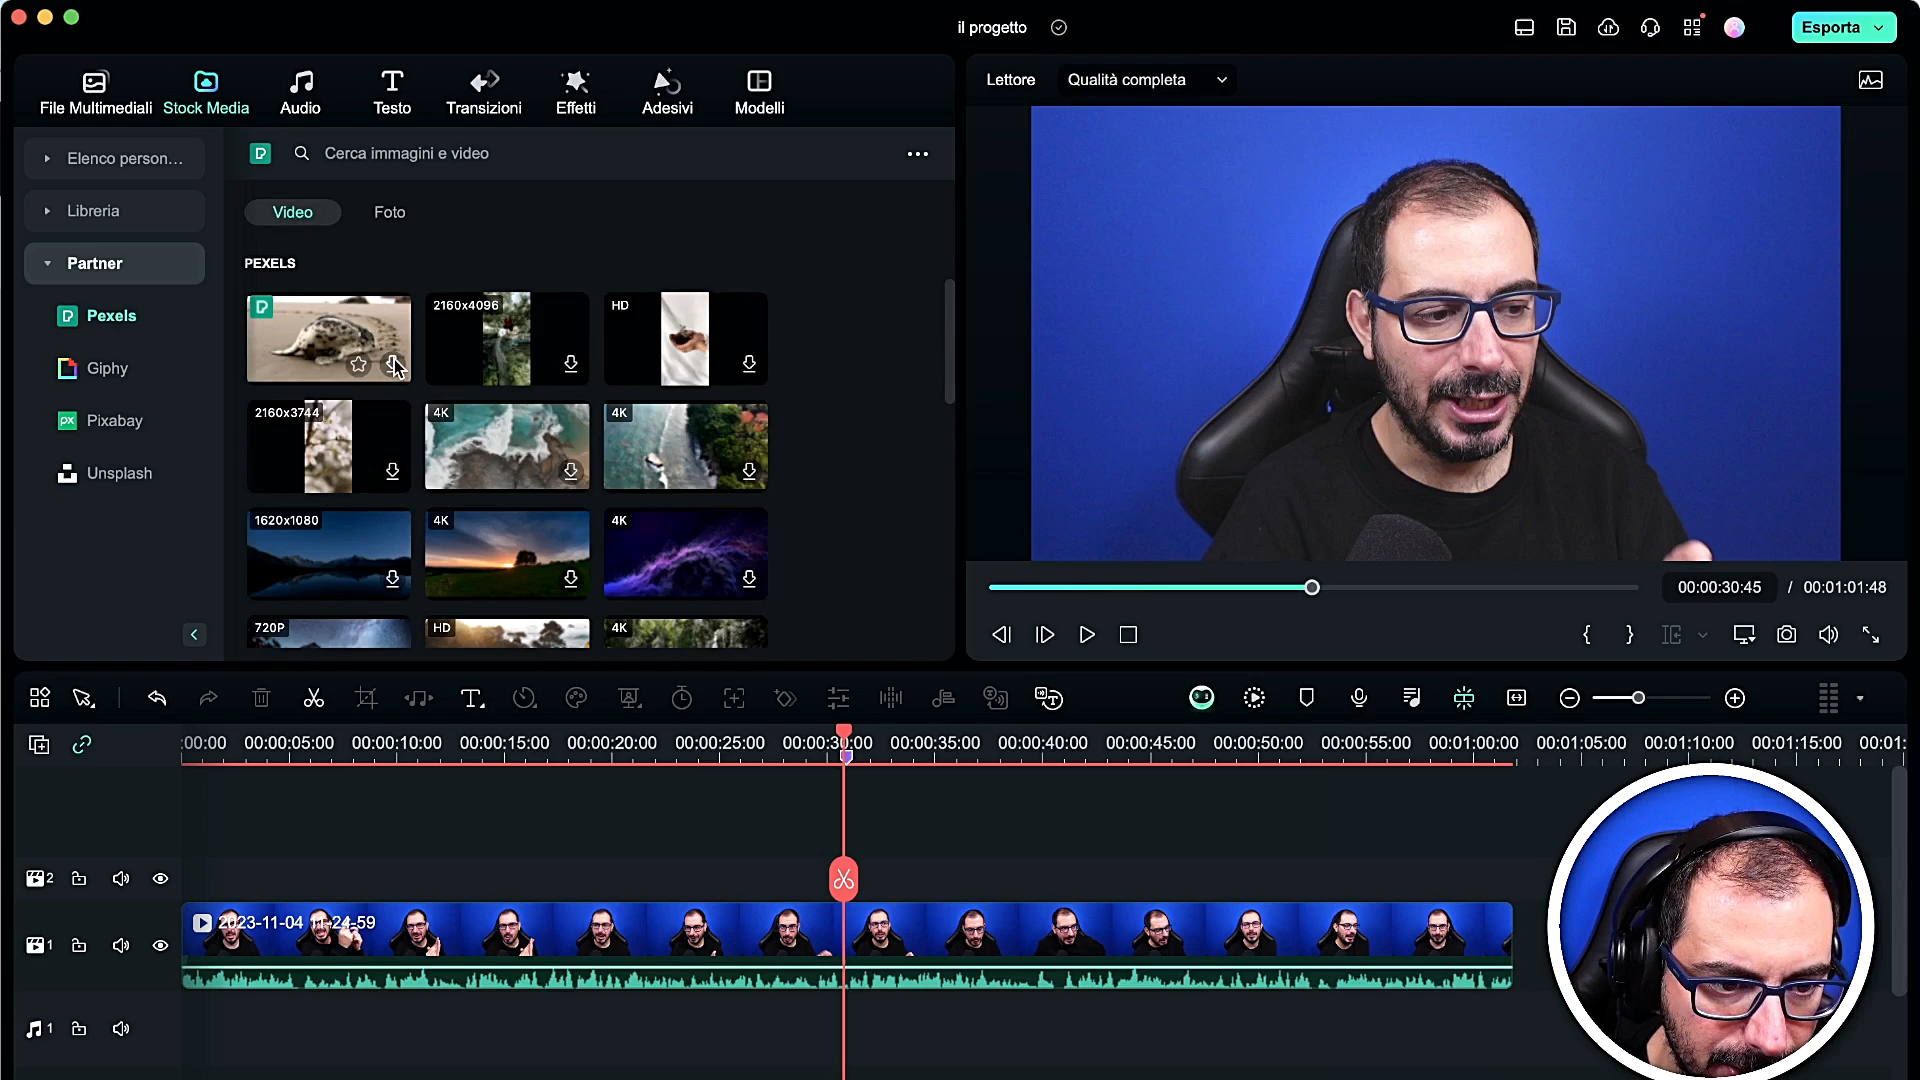 il progetto
Esporta
File Multimediali
Stock Media
Audio
Testo
Transizioni
Effetti
Adesivi
Modelli
Lettore
Qualità completa
Elenco person...
Libreria
Partner
Pexels
Giphy
Pixabay
px
Unsplash
Cerca immagini e video
Video
Foto
PEXELS
2160x4096
HD
2160x3744
4K
4K
1620x1080
4K
4K
720P
HD
4K
00:00:30:45 / 00:01:01:48
:00:00 00:00:05:00 00:00:10:00 00:00:15:00 00:00:20:00 00:00:25:00 00:00:30:00 00:00:35:00 00:00:40:00 00:00:45:00 00:00:50:00 00:00:55:00 00:01:00:00 00:01:05:00 00:01:10:00 00:01:15:00 00:01:
2
2023-11-04 11-24-59
1
1